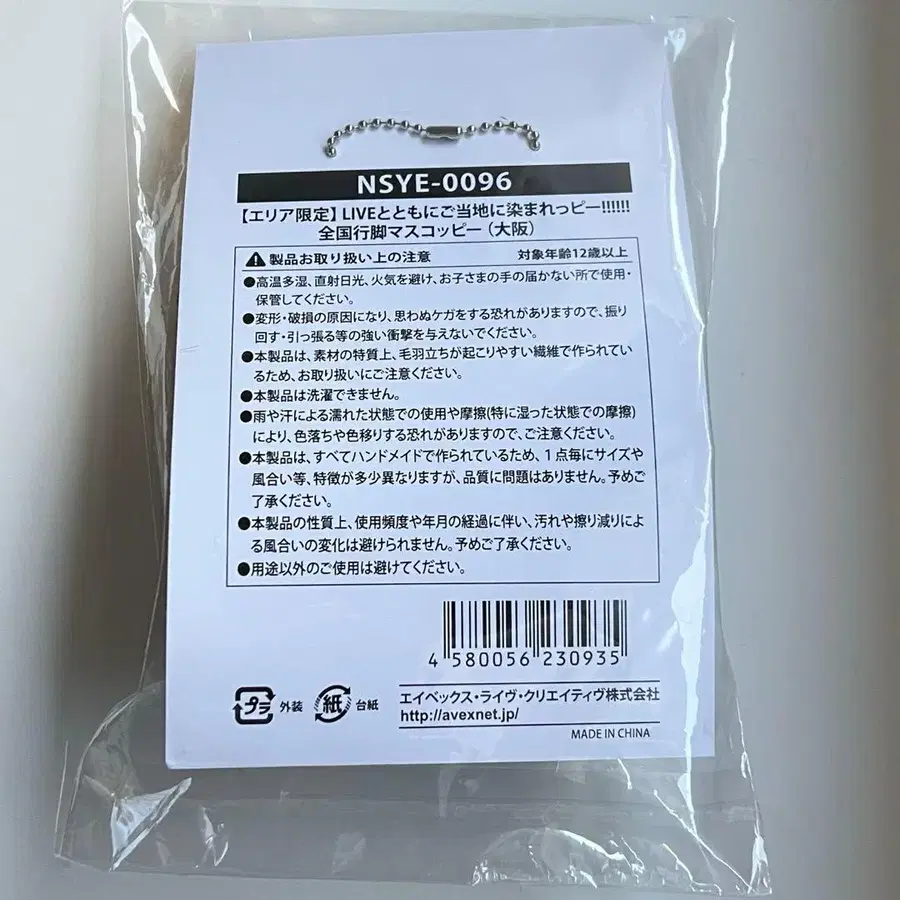 NSYE-0096
【エリア限定】LIVEとともにご当地に染まれっピー!!!!!!
全国行脚マスコッピー（大阪）
製品お取り扱い上の注意 対象年齢12歳以上
●高温多湿、直射日光、火気を避け、お子さまの手の届かない所で使用・
保管してください。
●変形・破損の原因になり、思わぬケガをする恐れがありますので、振り
回す・引っ張る等の強い衝撃を与えないでください。
●本製品は、素材の特質上、毛羽立ちが起こりやすい繊維で作られてい
るため、お取り扱いにご注意ください。
●本製品は洗濯できません。
●雨や汗による濡れた状態での使用や摩擦(特に湿った状態での摩擦)
により、色落ちや色移りする恐れがありますので、ご注意ください。
●本製品は、すべてハンドメイドで作られているため、1点毎にサイズや
風合い等、特徴が多少異なりますが、品質に問題はありません。予めご
了承ください。
●本製品の性質上、使用頻度や年月の経過に伴い、汚れや擦り減りによ
る風合いの変化は避けられません。予めご了承ください。
●用途以外のご使用は避けてください。
4 580056 230935
プラ 外装 紙 台紙
エイベックス・ライヴ・クリエイティヴ株式会社
http://avexnet.jp/
MADE IN CHINA